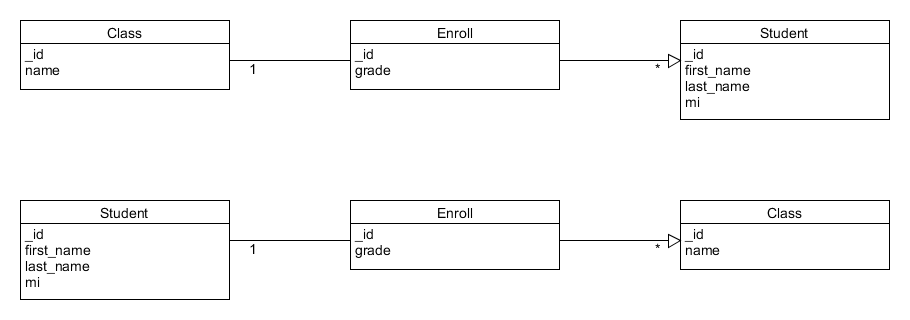 Class
_id
name
1
Enroll
_id
grade
*
Student
_id
first_name
last_name
mi
Student
_id
first_name
last_name
mi
1
Enroll
_id
grade
*
Class
_id
name